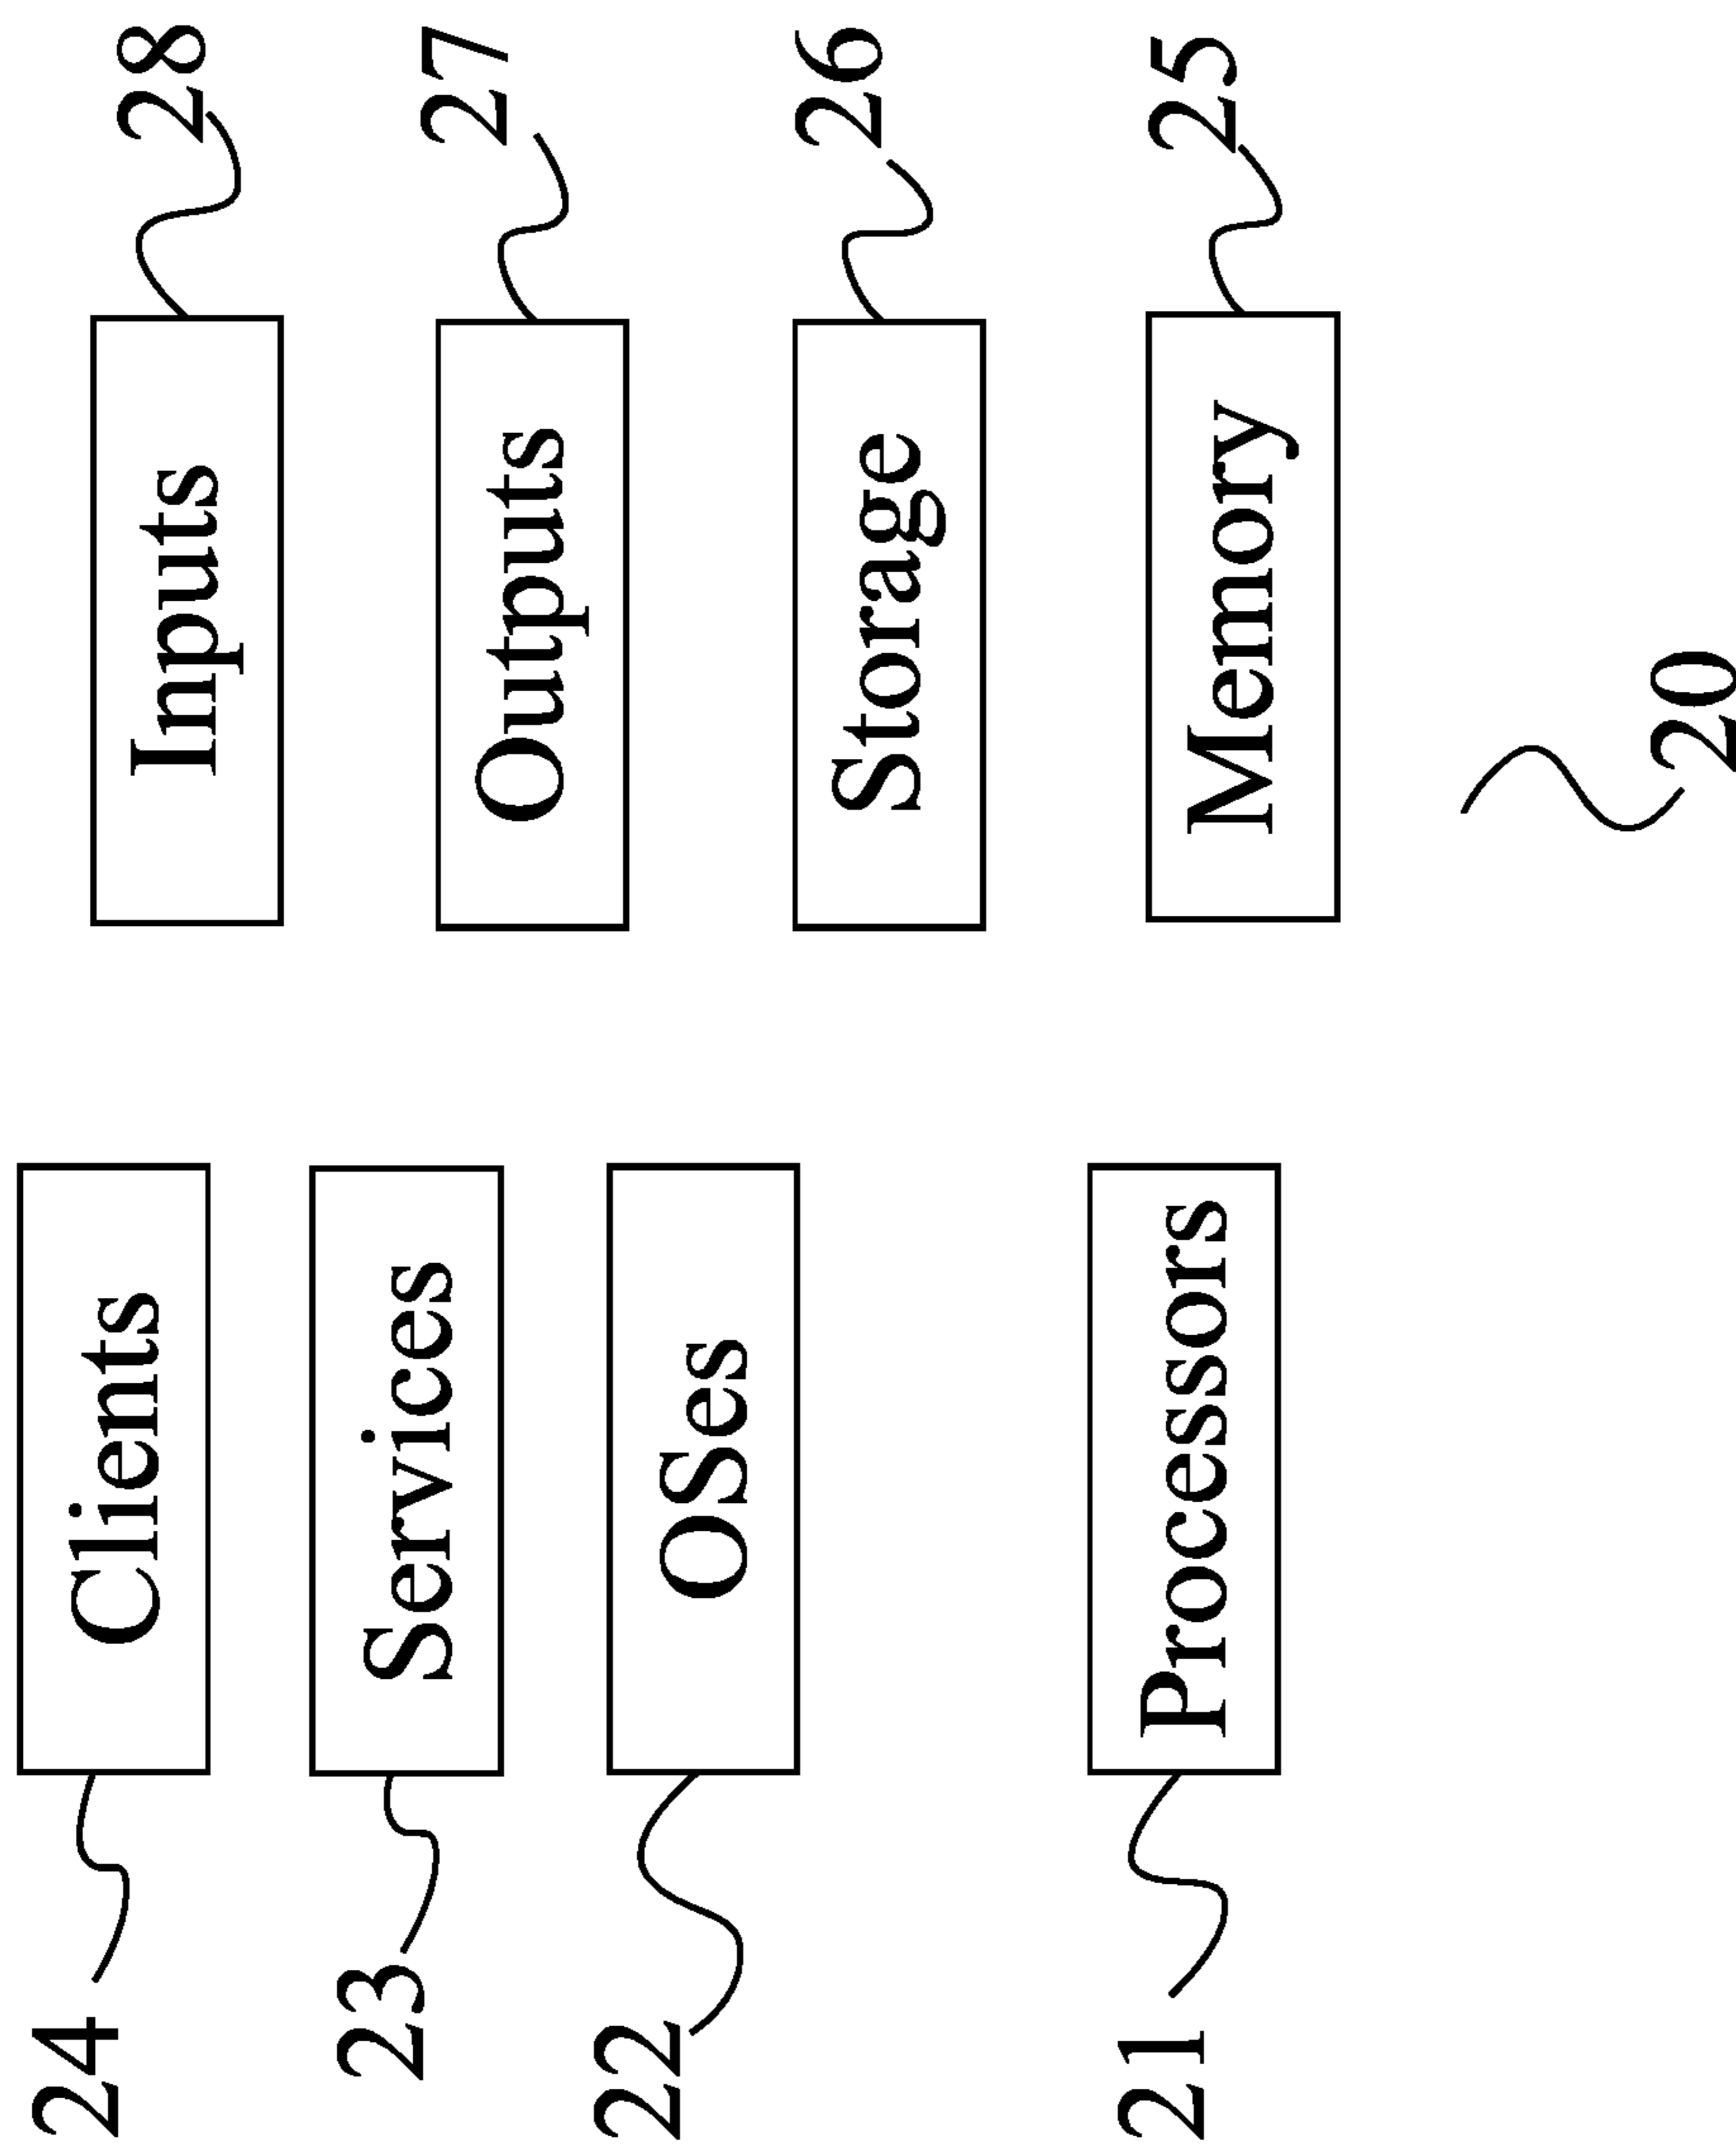 24
Clients
Inputs
28
23
Services
Outputs
27
22
OSes
Storage
26
21
Processors
Memory
25
20